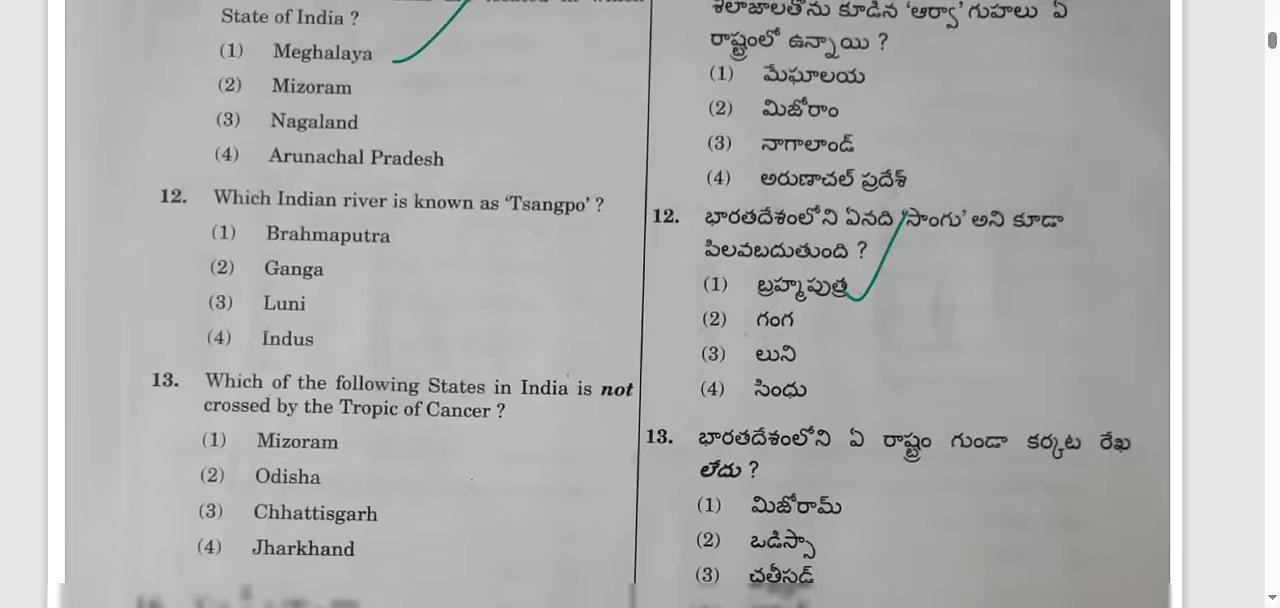 State of India ?
(1) Meghalaya
(2) Mizoram
(3) Nagaland
(4) Arunachal Pradesh
12. Which Indian river is known as ‘Tsangpo’ ?
(1) Brahmaputra
(2) Ganga
(3) Luni
(4) Indus
13. Which of the following States in India is not
crossed by the Tropic of Cancer ?
(1) Mizoram
(2) Odisha
(3) Chhattisgarh
(4) Jharkhand
శిలాజాలతోను కూడిన ‘ఆర్వా’ గుహలు ఏ
రాష్ట్రంలో ఉన్నాయి ?
(1) మేఘాలయ
(2) మిజోరాం
(3) నాగాలాండ్
(4) అరుణాచల్ ప్రదేశ్
12. భారతదేశంలోని ఏనది ‘సాంగు’ అని కూడా
పిలవబడుతుంది ?
(1) బ్రహ్మపుత్ర
(2) గంగ
(3) లుని
(4) సింధు
13. భారతదేశంలోని ఏ రాష్ట్రం గుండా కర్కట రేఖ
లేదు ?
(1) మిజోరామ్
(2) ఒడిస్సా
(3) చతీసడ్